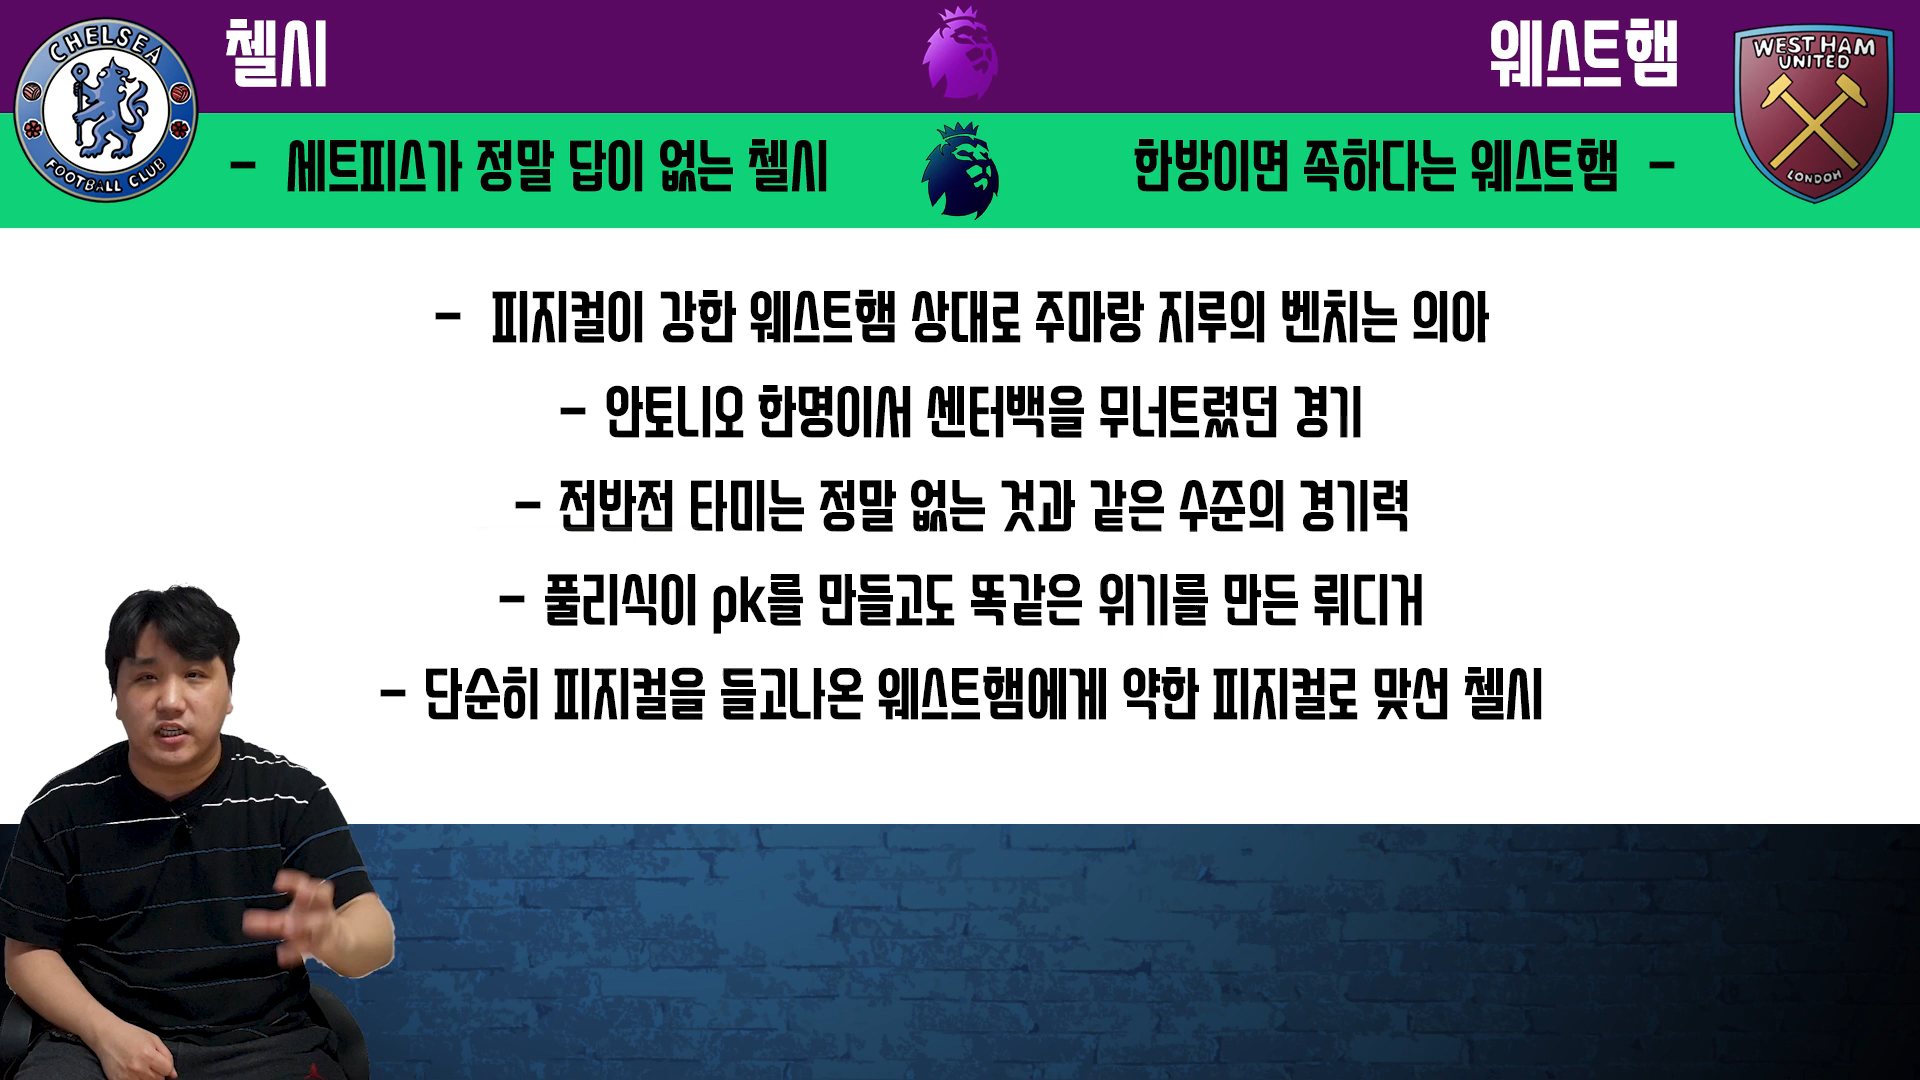 CHELSEA
FOOTBALL CLUB
첼시
웨스트햄
WEST HAM
UNITED
LONDON
- 세트피스가 정말 답이 없는 첼시
한방이면 족하다는 웨스트햄 -
- 피지컬이 강한 웨스트햄 상대로 주마랑 지루의 벤치는 의아
- 안토니오 한명이서 센터백을 무너트렸던 경기
- 전반전 타미는 정말 없는 것과 같은 수준의 경기력
- 풀리식이 pk를 만들고도 똑같은 위기를 만든 뤼디거
- 단순히 피지컬을 들고나온 웨스트햄에게 약한 피지컬로 맞선 첼시